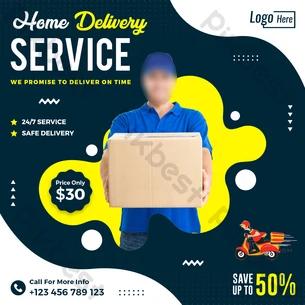 Home Delivery
Logo Here
SERVICE
WE PROMISE TO DELIVER ON TIME
24/7 SERVICE
SAFE DELIVERY
Price Only
$30
Call For More Info
+123 456 789 123
SAVE
UP TO 50%